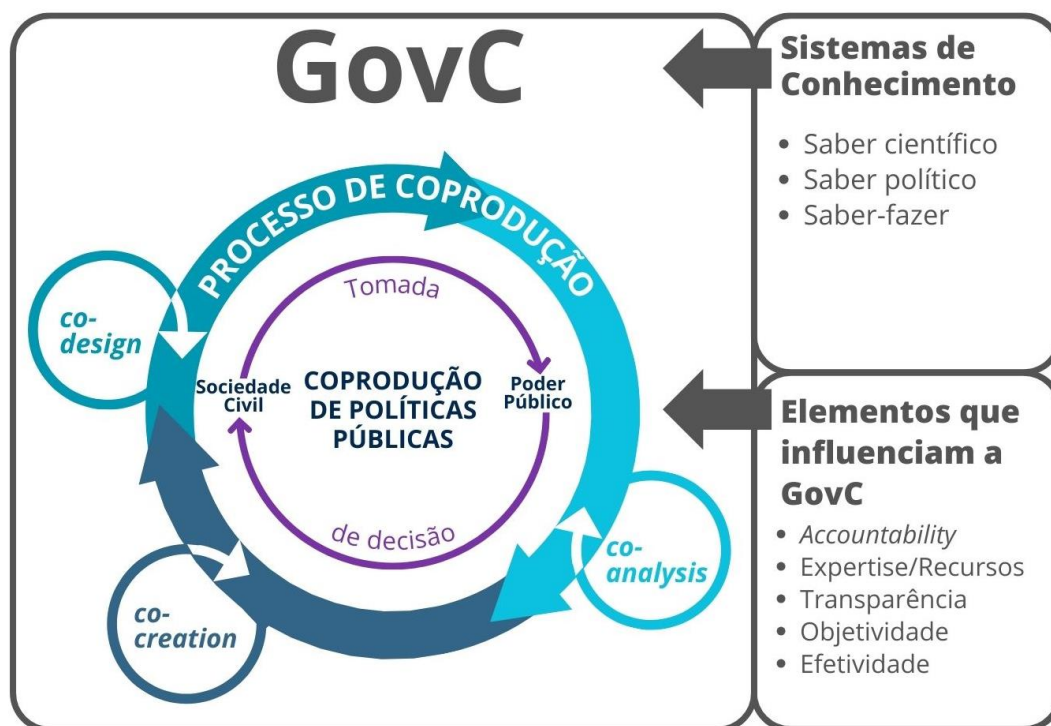 GovC
PROCESSO DE COPRODUÇÃO
co-
design
Tomada
Sociedade
Civil
COPRODUÇÃO
DE POLÍTICAS
PÚBLICAS
Poder
Público
de decisão
co-
creation
co-
analysis
Sistemas de
Conhecimento
• Saber científico
• Saber político
• Saber-fazer
Elementos que
influenciam a
GovC
• Accountability
• Expertise/Recursos
• Transparência
• Objetividade
• Efetividade